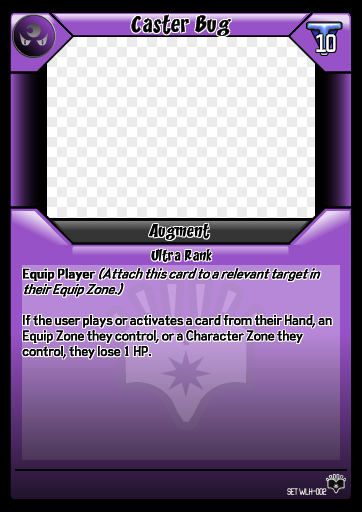 Caster Bug
10
Augment
Ultra Rank
Equip Player (Attach this card to a relevant target in
their Equip Zone.)
If the user plays or activates a card from their Hand, an
Equip Zone they control, or a Character Zone they
control, they lose 1 HP.
SET WLH-002